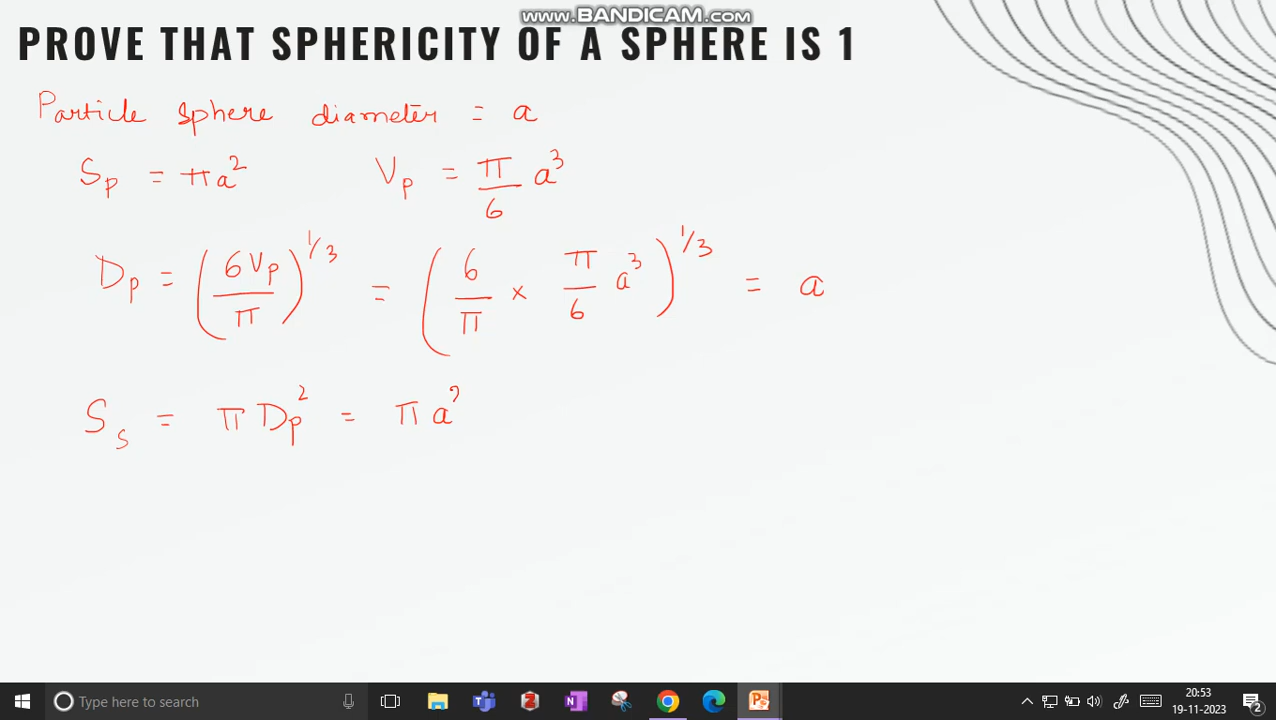 www.BANDICAM.com
PROVE THAT SPHERICITY OF A SPHERE IS 1
Particle sphere diameter = a
Sp = πa² Vp = π/6 a³
Dp = (6Vp/π)^1/3 = (6/π × π/6 a³)^1/3 = a
Ss = πDp² = πa²
Type here to search
20:53
19-11-2023
2